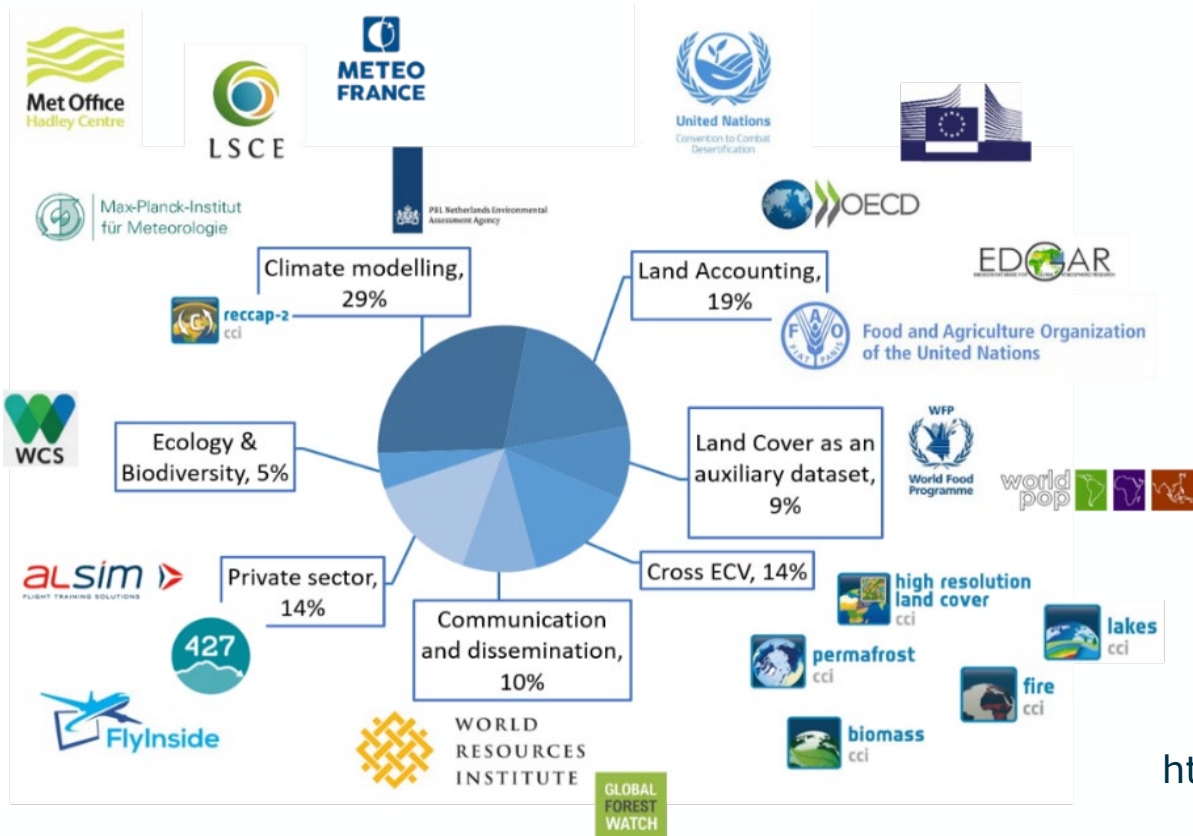 Met Office
Hadley Centre
LSCE
METEO
FRANCE
United Nations
Convention to Combat
Desertification
Max-Planck-Institut
für Meteorologie
PBL Netherlands Environmental
Assessment Agency
OECD
EDGAR
Climate modelling,
29%
Land Accounting,
19%
reccap-2
cci
FAO
FIAT PANIS
Food and Agriculture Organization
of the United Nations
WCS
Ecology &
Biodiversity, 5%
Land Cover as an
auxiliary dataset,
9%
WFP
World Food
Programme
world
pop
alsim
FLIGHT TRAINING SOLUTIONS
Private sector,
14%
Cross ECV, 14%
high resolution
land cover
cci
427
Communication
and dissemination,
10%
permafrost
cci
lakes
cci
fire
cci
FlyInside
WORLD
RESOURCES
INSTITUTE
biomass
cci
GLOBAL
FOREST
WATCH
ht